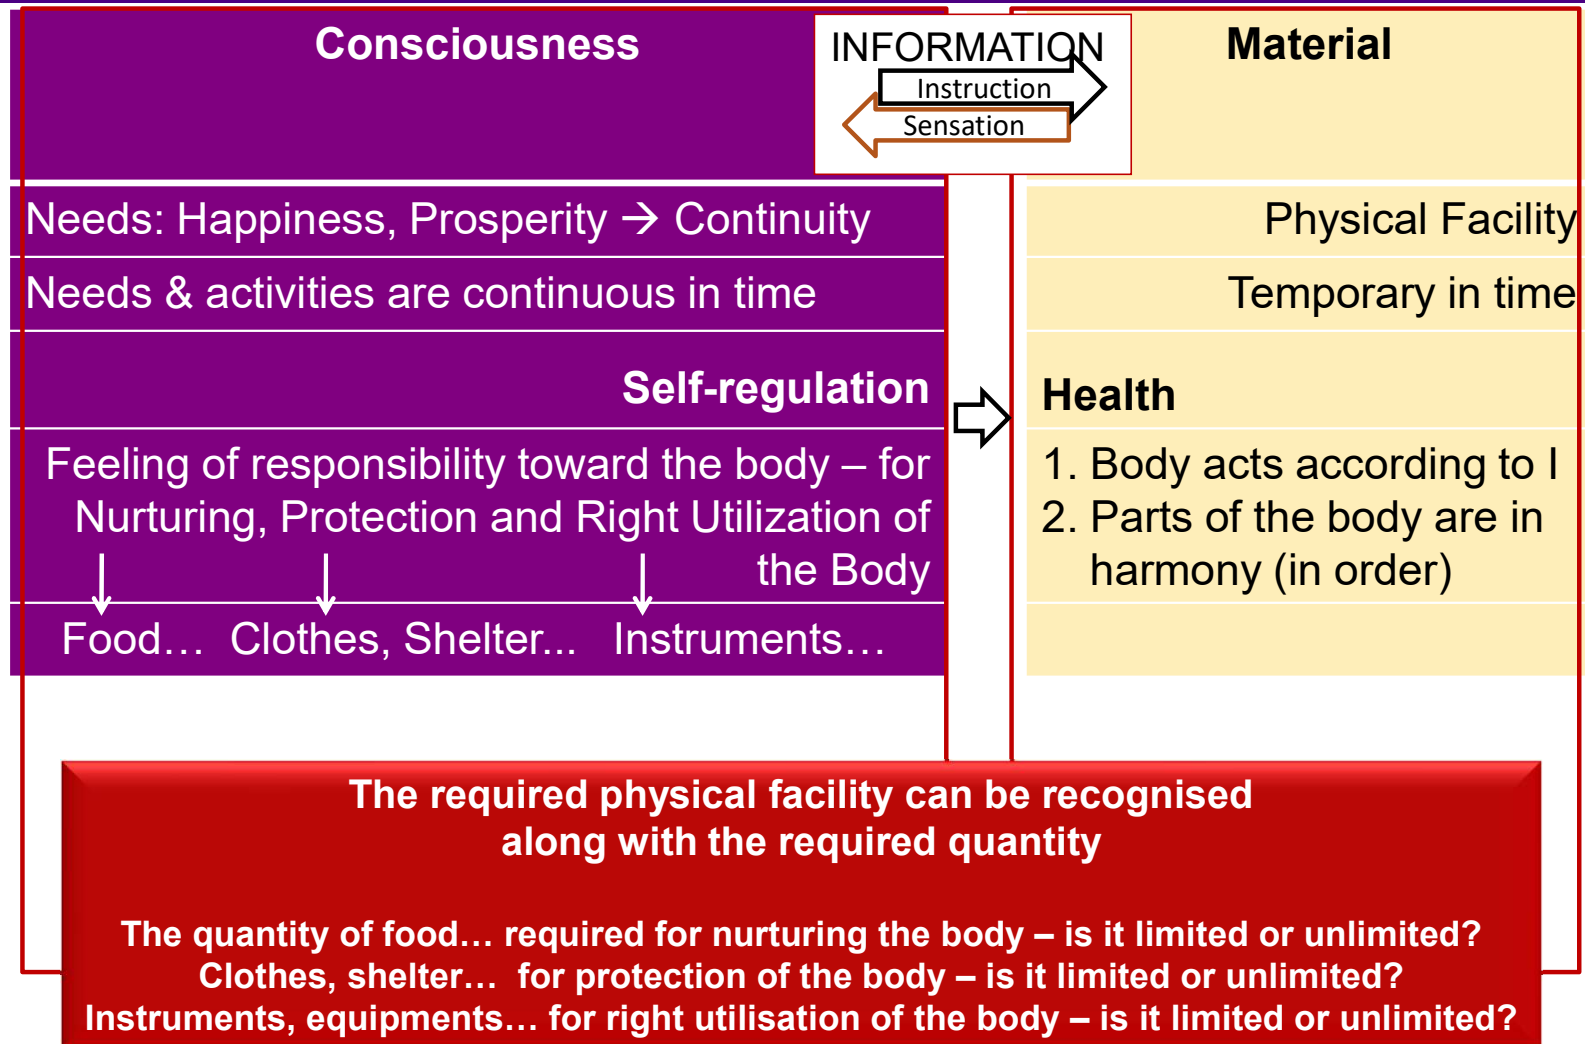 Consciousness
INFORMATION
Instruction
Sensation
Material
Needs: Happiness, Prosperity → Continuity
Physical Facility
Needs & activities are continuous in time
Temporary in time
Self-regulation
Health
Feeling of responsibility toward the body – for
Nurturing, Protection and Right Utilization of
the Body
1. Body acts according to I
2. Parts of the body are in
harmony (in order)
Food… Clothes, Shelter... Instruments…
The required physical facility can be recognised
along with the required quantity
The quantity of food… required for nurturing the body – is it limited or unlimited?
Clothes, shelter… for protection of the body – is it limited or unlimited?
Instruments, equipments… for right utilisation of the body – is it limited or unlimited?